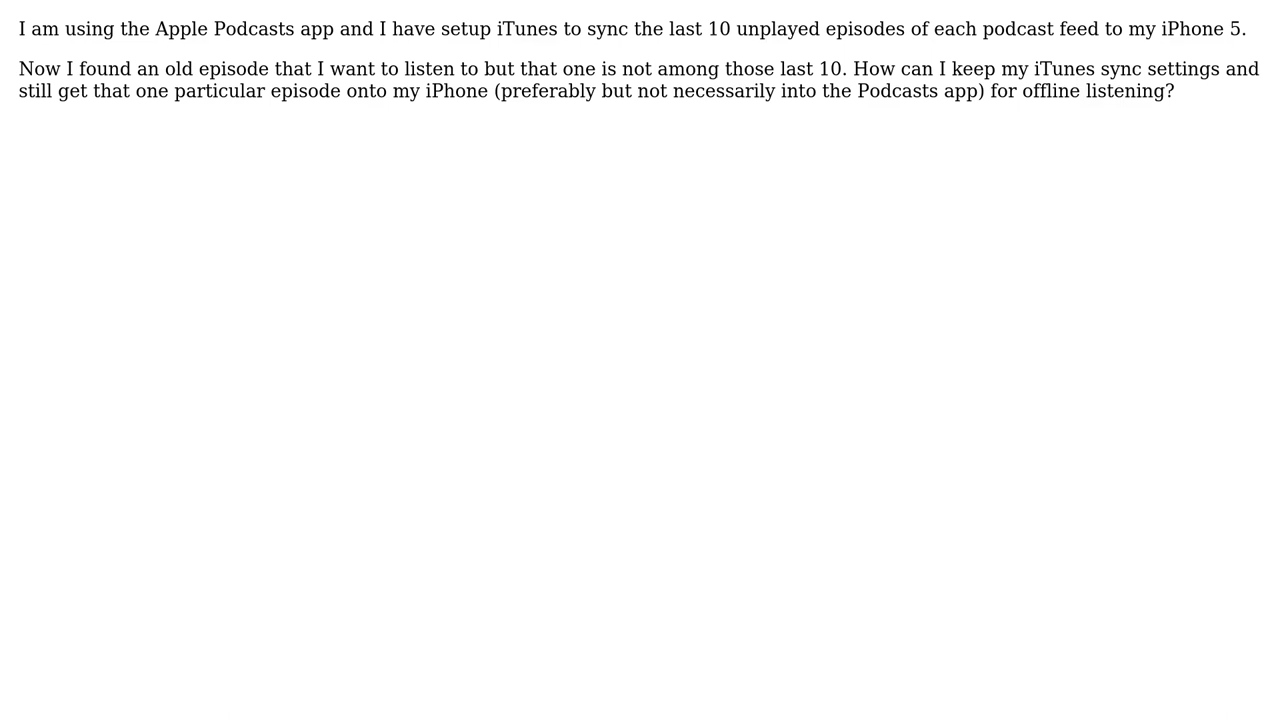 I am using the Apple Podcasts app and I have setup iTunes to sync the last 10 unplayed episodes of each podcast feed to my iPhone 5.
Now I found an old episode that I want to listen to but that one is not among those last 10. How can I keep my iTunes sync settings and
still get that one particular episode onto my iPhone (preferably but not necessarily into the Podcasts app) for offline listening?